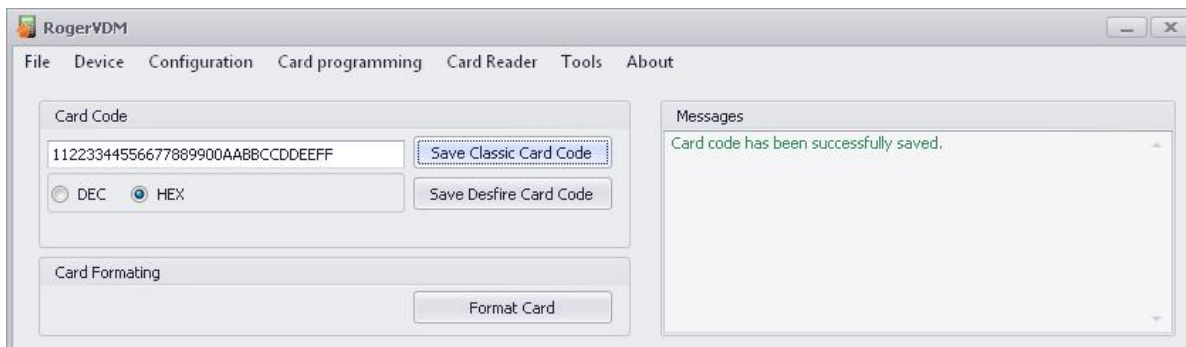 RogerVDM
File Device Configuration Card programming Card Reader Tools About
Card Code
11223344556677889900AABBCCDDEEFF
Save Classic Card Code
DEC HEX
Save Desfire Card Code
Card Formating
Format Card
Messages
Card code has been successfully saved.